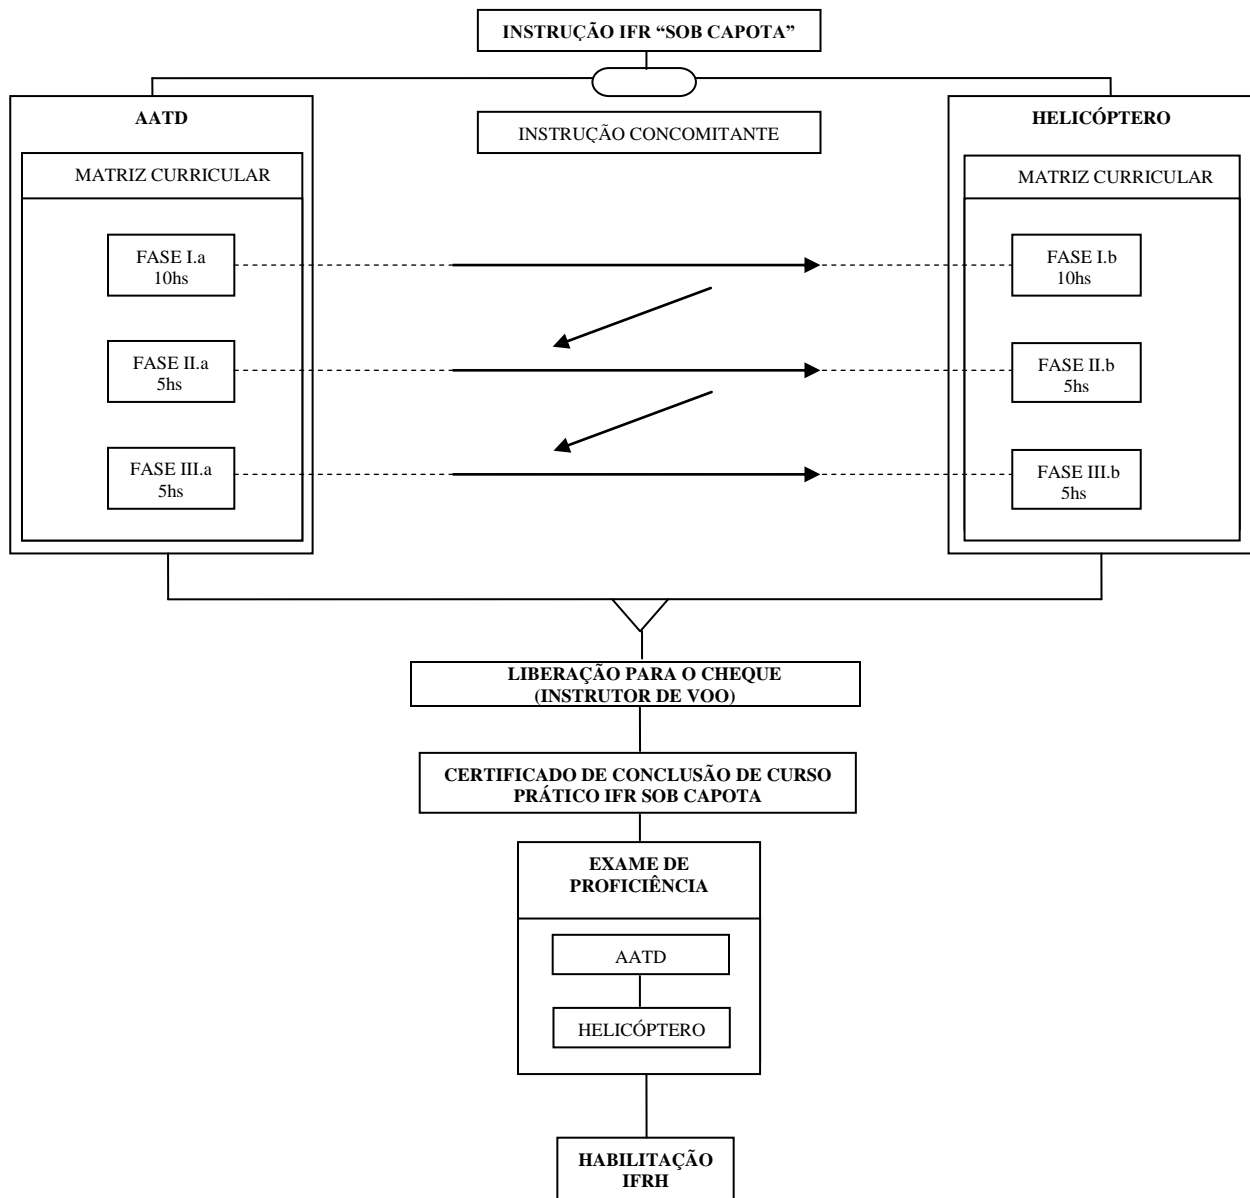 INSTRUÇÃO IFR “SOB CAPOTA”
AATD
INSTRUÇÃO CONCOMITANTE
HELICÓPTERO
MATRIZ CURRICULAR
MATRIZ CURRICULAR
FASE I.a
10hs
FASE I.b
10hs
FASE II.a
5hs
FASE II.b
5hs
FASE III.a
5hs
FASE III.b
5hs
LIBERAÇÃO PARA O CHEQUE
(INSTRUTOR DE VOO)
CERTIFICADO DE CONCLUSÃO DE CURSO
PRÁTICO IFR SOB CAPOTA
EXAME DE
PROFICIÊNCIA
AATD
HELICÓPTERO
HABILITAÇÃO
IFRH